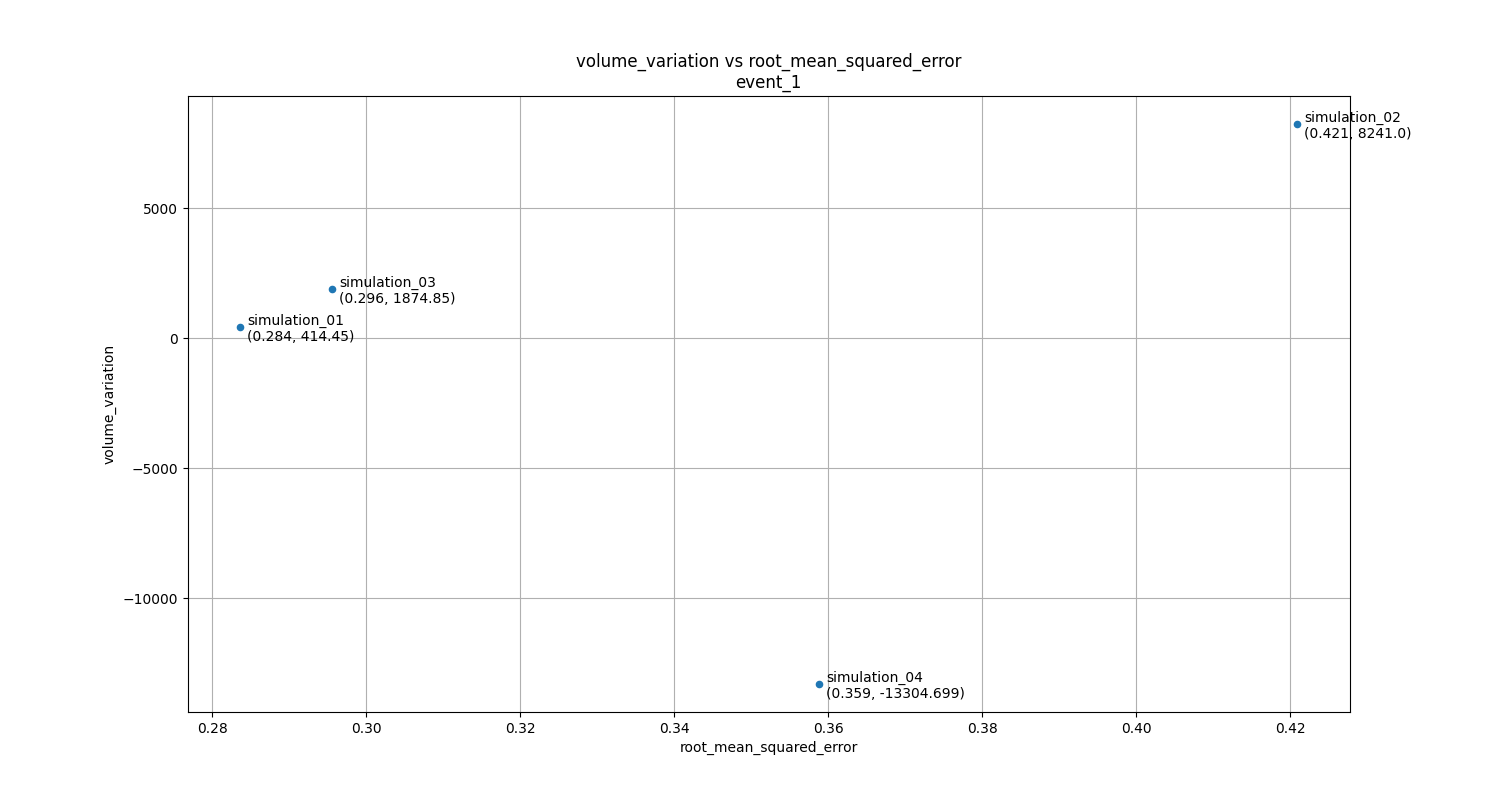 volume_variation vs root_mean_squared_error
event_1
simulation_02
(0.421, 8241.0)
5000
simulation_03
(0.296, 1874.85)
simulation_01
(0.284, 414.45)
0
volume_variation
−5000
−10000
simulation_04
(0.359, -13304.699)
0.28 0.30 0.32 0.34 0.36 0.38 0.40 0.42
root_mean_squared_error